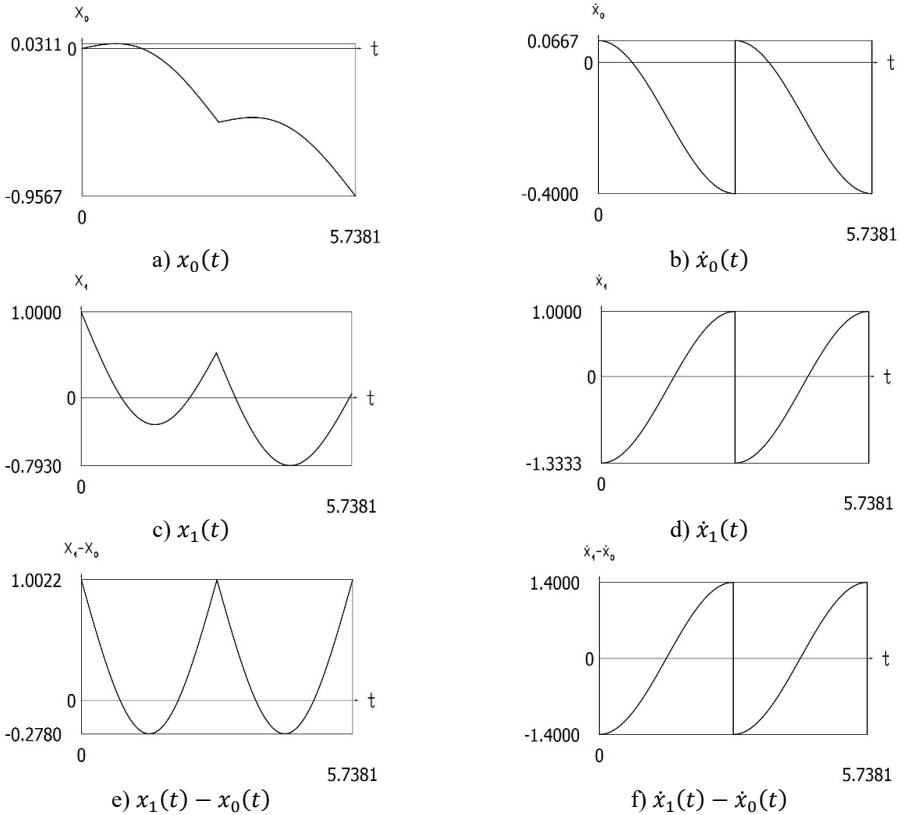 X₀
0.0311
0
t
-0.9567
0
5.7381
a) x₀(t)
ẋ₀
0.0667
0
t
-0.4000
0
5.7381
b) ẋ₀(t)
X₁
1.0000
0
t
-0.7930
0
5.7381
c) x₁(t)
ẋ₁
1.0000
0
t
-1.3333
0
5.7381
d) ẋ₁(t)
X₁-X₀
1.0022
0
t
-0.2780
0
5.7381
e) x₁(t) − x₀(t)
ẋ₁-ẋ₀
1.4000
0
t
-1.4000
0
5.7381
f) ẋ₁(t) − ẋ₀(t)